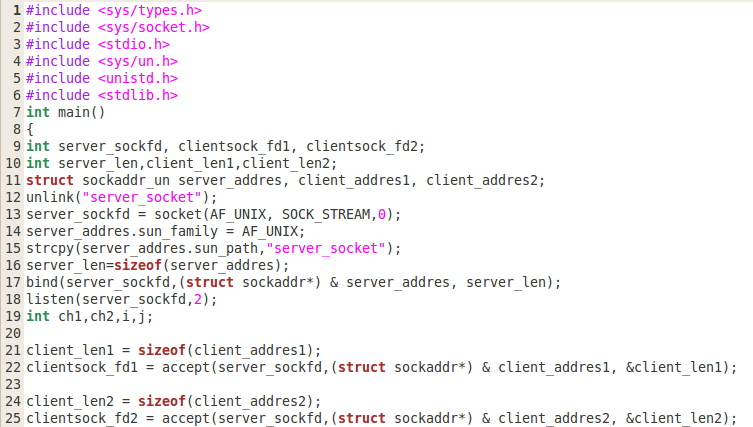 1 #include <sys/types.h>
2 #include <sys/socket.h>
3 #include <stdio.h>
4 #include <sys/un.h>
5 #include <unistd.h>
6 #include <stdlib.h>
7 int main()
8 {
9 int server_sockfd, clientsock_fd1, clientsock_fd2;
10 int server_len,client_len1,client_len2;
11 struct sockaddr_un server_addres, client_addres1, client_addres2;
12 unlink("server_socket");
13 server_sockfd = socket(AF_UNIX, SOCK_STREAM,0);
14 server_addres.sun_family = AF_UNIX;
15 strcpy(server_addres.sun_path,"server_socket");
16 server_len=sizeof(server_addres);
17 bind(server_sockfd,(struct sockaddr*) & server_addres, server_len);
18 listen(server_sockfd,2);
19 int ch1,ch2,i,j;
20
21 client_len1 = sizeof(client_addres1);
22 clientsock_fd1 = accept(server_sockfd,(struct sockaddr*) & client_addres1, &client_len1);
23
24 client_len2 = sizeof(client_addres2);
25 clientsock_fd2 = accept(server_sockfd,(struct sockaddr*) & client_addres2, &client_len2);